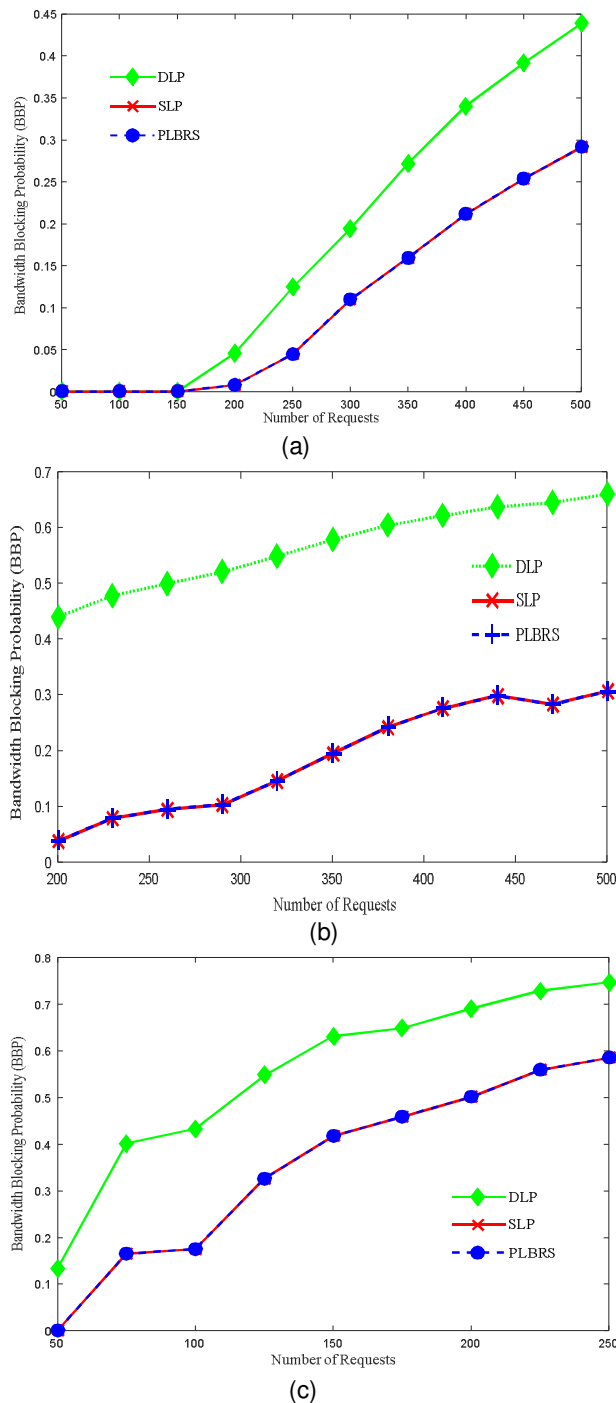 0.45
0.4
0.35
0.3
0.25
0.2
0.15
0.1
0.05
0
Bandwidth Blocking Probability (BBP)
DLP
SLP
PLBRS
50 100 150 200 250 300 350 400 450 500
Number of Requests
(a)
0.7
0.6
0.5
0.4
0.3
0.2
0.1
0
Bandwidth Blocking Probability (BBP)
DLP
SLP
PLBRS
200 250 300 350 400 450 500
Number of Requests
(b)
0.8
0.7
0.6
0.5
0.4
0.3
0.2
0.1
0
Bandwidth Blocking Probability (BBP)
DLP
SLP
PLBRS
50 100 150 200 250
Number of Requests
(c)